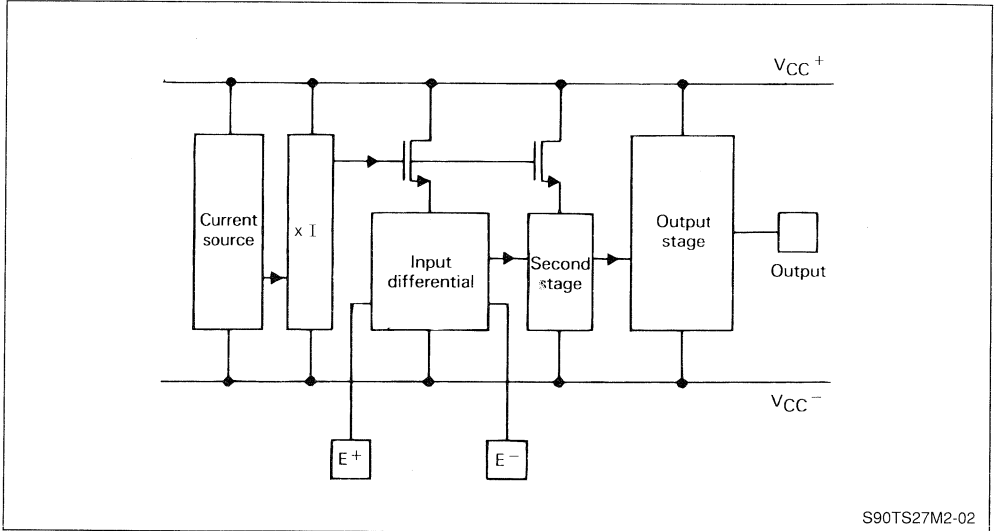 VCC+
Current
source
x I
Input
differential
Second
stage
Output
stage
Output
VCC−
E+
E−
S90TS27M2-02